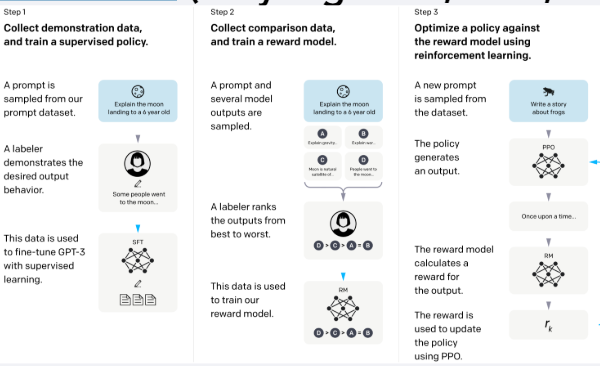 Step 1
Collect demonstration data,
and train a supervised policy.
A prompt is
sampled from our
prompt dataset.
Explain the moon
landing to a 6 year old
A labeler
demonstrates the
desired output
behavior.
Some people went
to the moon...
This data is used
to fine-tune GPT-3
with supervised
learning.
SFT
Step 2
Collect comparison data,
and train a reward model.
A prompt and
several model
outputs are
sampled.
Explain the moon
landing to a 6 year old
A
Explain gravity...
B
Explain war...
C
Moon is natural
satellite of...
D
People went to
the moon...
A labeler ranks
the outputs from
best to worst.
D > C > A = B
This data is used
to train our
reward model.
RM
D > C > A = B
Step 3
Optimize a policy against
the reward model using
reinforcement learning.
A new prompt
is sampled from
the dataset.
Write a story
about frogs
The policy
generates
an output.
PPO
Once upon a time...
The reward model
calculates a
reward for
the output.
RM
The reward is
used to update
the policy
using PPO.
rk